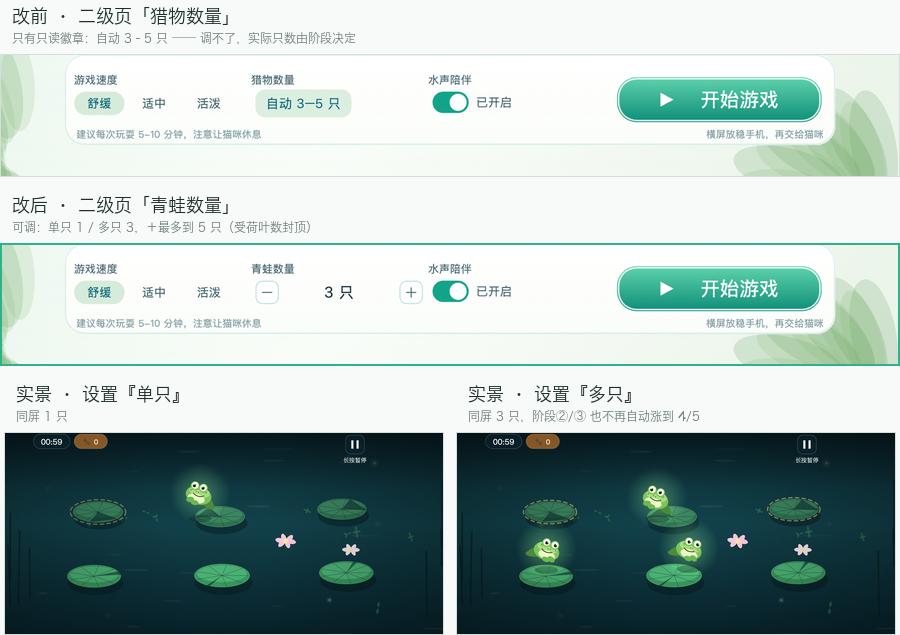 改前 · 二级页「猎物数量」
只有只读徽章：自动 3-5 只 —— 调不了，实际只数由阶段决定
游戏速度 猎物数量 水声陪伴
舒缓 适中 活泼 自动 3—5 只 已开启 开始游戏
建议每次玩耍 5–10 分钟，注意让猫咪休息 横屏放稳手机，再交给猫咪
改后 · 二级页「青蛙数量」
可调：单只 1 / 多只 3，＋最多到 5 只（受荷叶数封顶）
游戏速度 青蛙数量 水声陪伴
舒缓 适中 活泼 − 3 只 + 已开启 开始游戏
建议每次玩耍 5–10 分钟，注意让猫咪休息 横屏放稳手机，再交给猫咪
实景 · 设置『单只』
同屏 1 只
00:59 0
长按暂停
实景 · 设置『多只』
同屏 3 只，阶段②/③ 也不再自动涨到 4/5
00:59 0
长按暂停